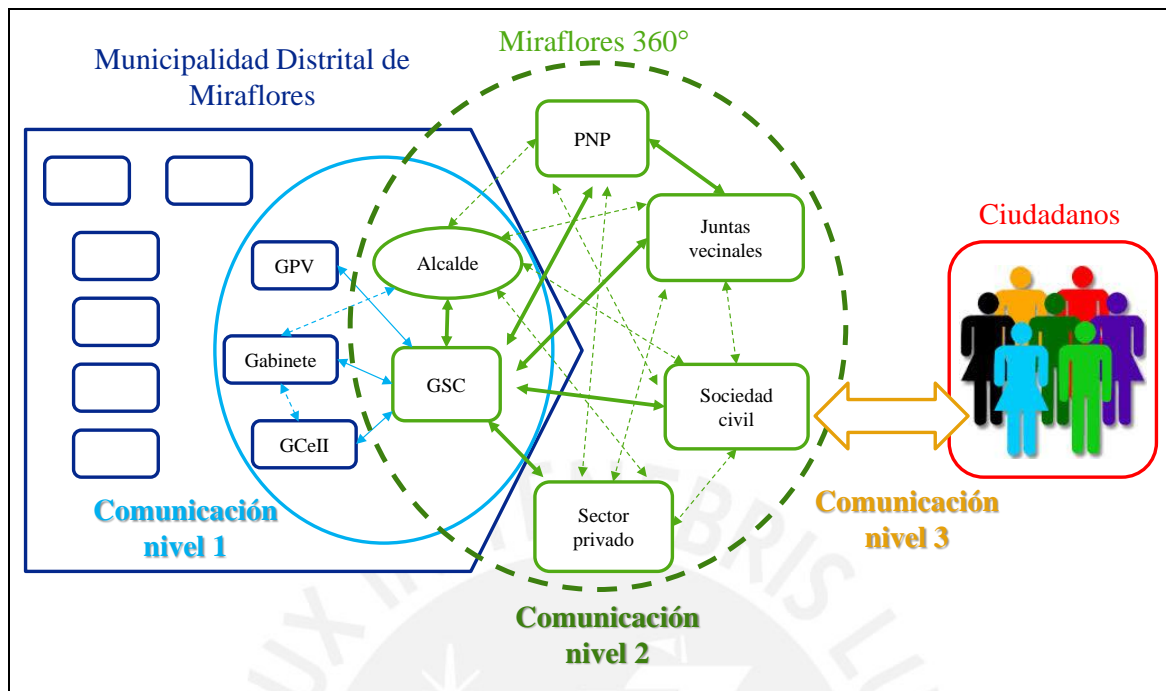 Miraflores 360°
Municipalidad Distrital de
Miraflores
PNP
Ciudadanos
Juntas
vecinales
GPV
Alcalde
Gabinete
GSC
Sociedad
civil
GCeII
Comunicación
nivel 1
Sector
privado
Comunicación
nivel 3
Comunicación
nivel 2